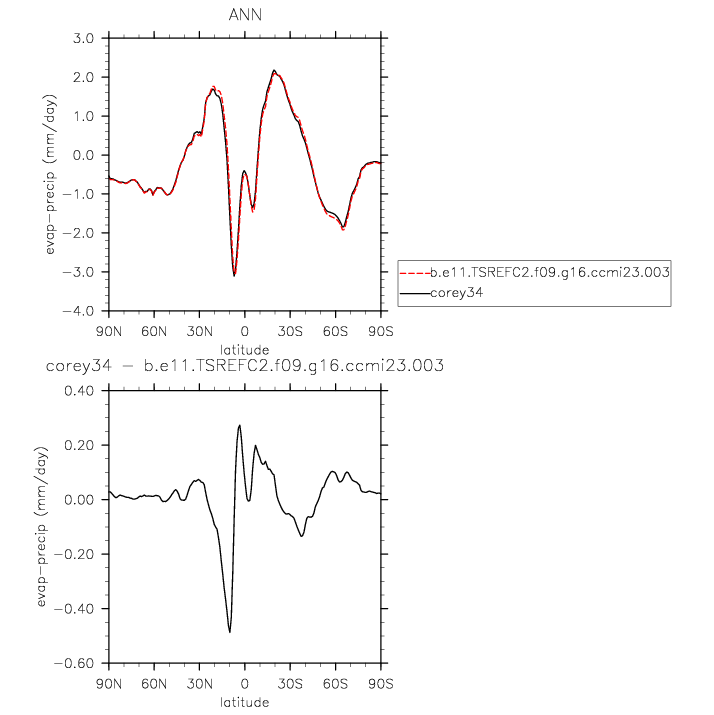 ANN
3.0
2.0
1.0
0.0
−1.0
−2.0
−3.0
−4.0
evap−precip (mm/day)
90N 60N 30N 0 30S 60S 90S
latitude
b.e11.TSREFC2.f09.g16.ccmi23.003
corey34
corey34 − b.e11.TSREFC2.f09.g16.ccmi23.003
0.40
0.20
0.00
−0.20
−0.40
−0.60
evap−precip (mm/day)
90N 60N 30N 0 30S 60S 90S
latitude